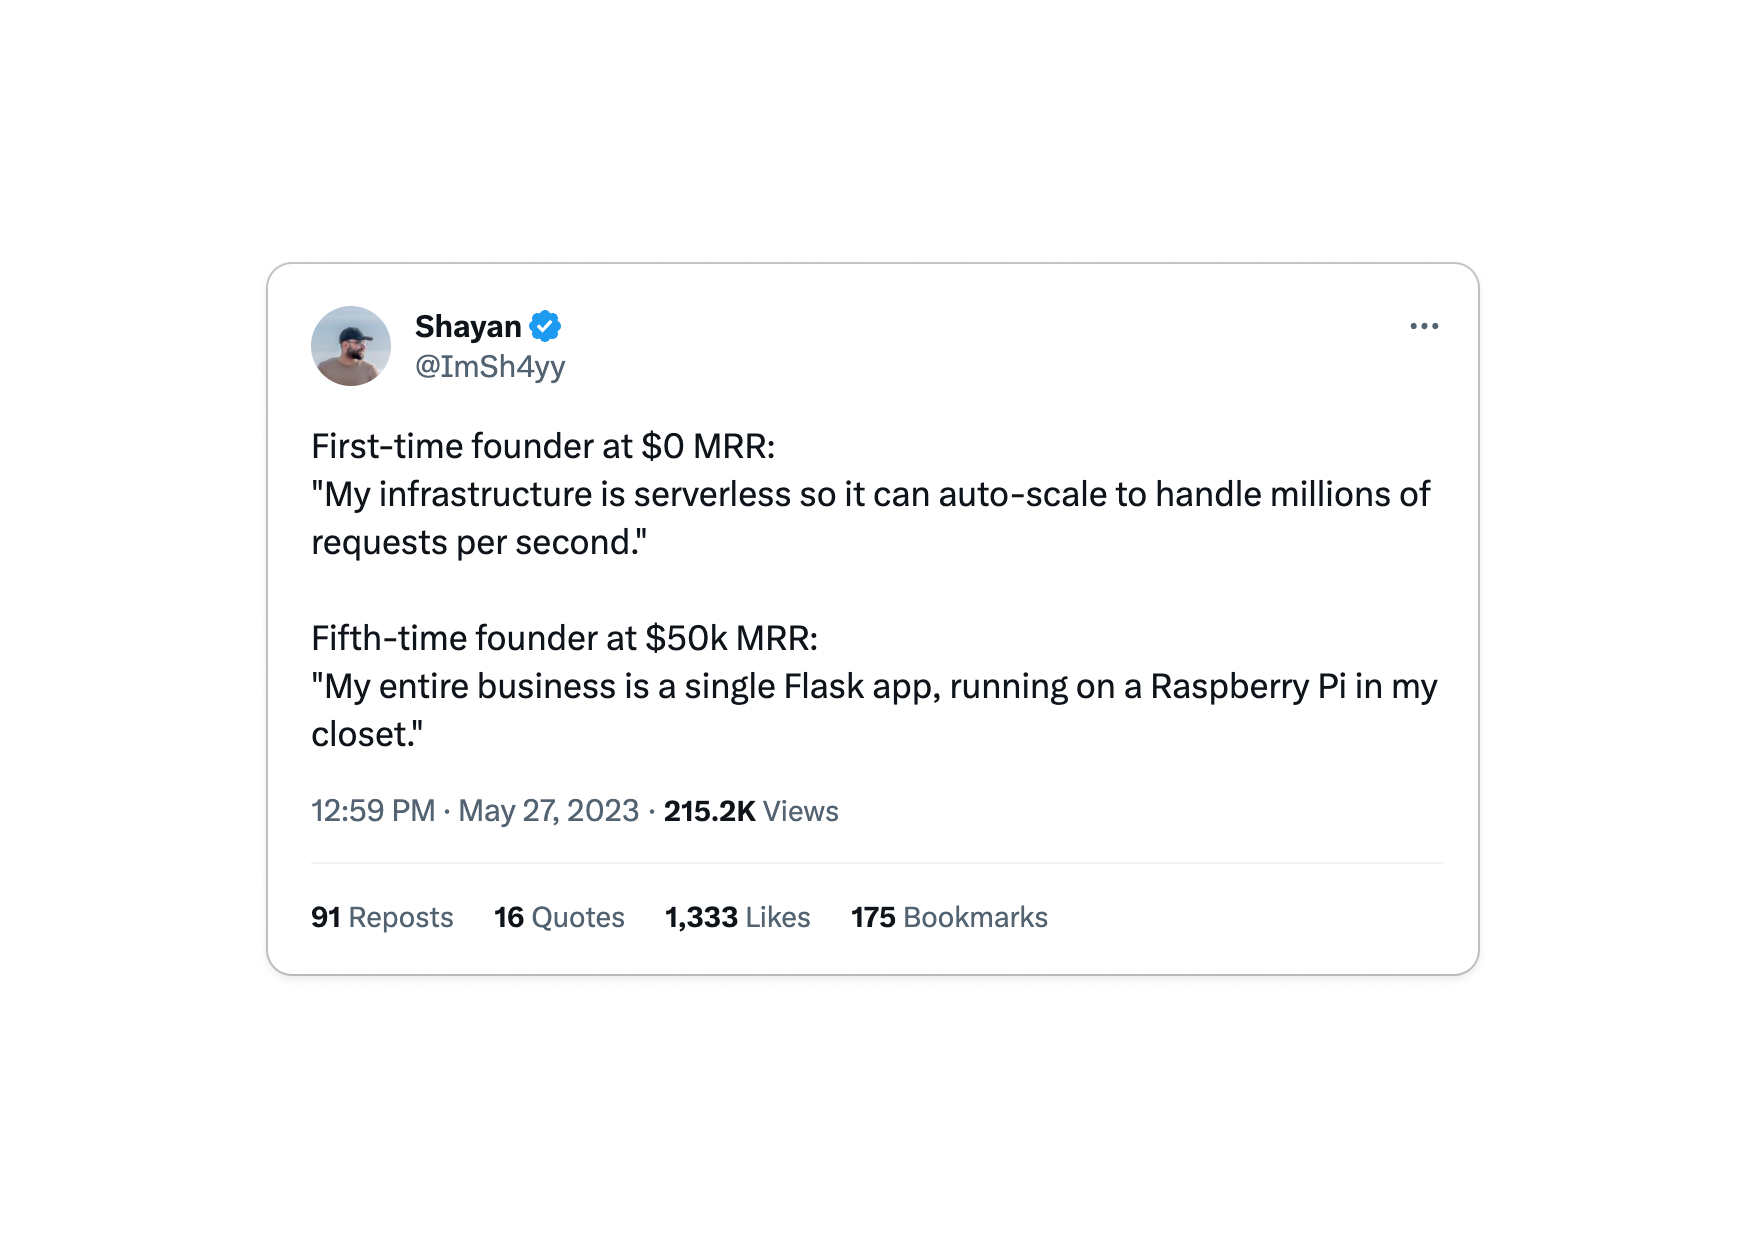 Shayan
@ImSh4yy
First-time founder at $0 MRR:
"My infrastructure is serverless so it can auto-scale to handle millions of
requests per second."
Fifth-time founder at $50k MRR:
"My entire business is a single Flask app, running on a Raspberry Pi in my
closet."
12:59 PM · May 27, 2023 · 215.2K Views
91 Reposts 16 Quotes 1,333 Likes 175 Bookmarks